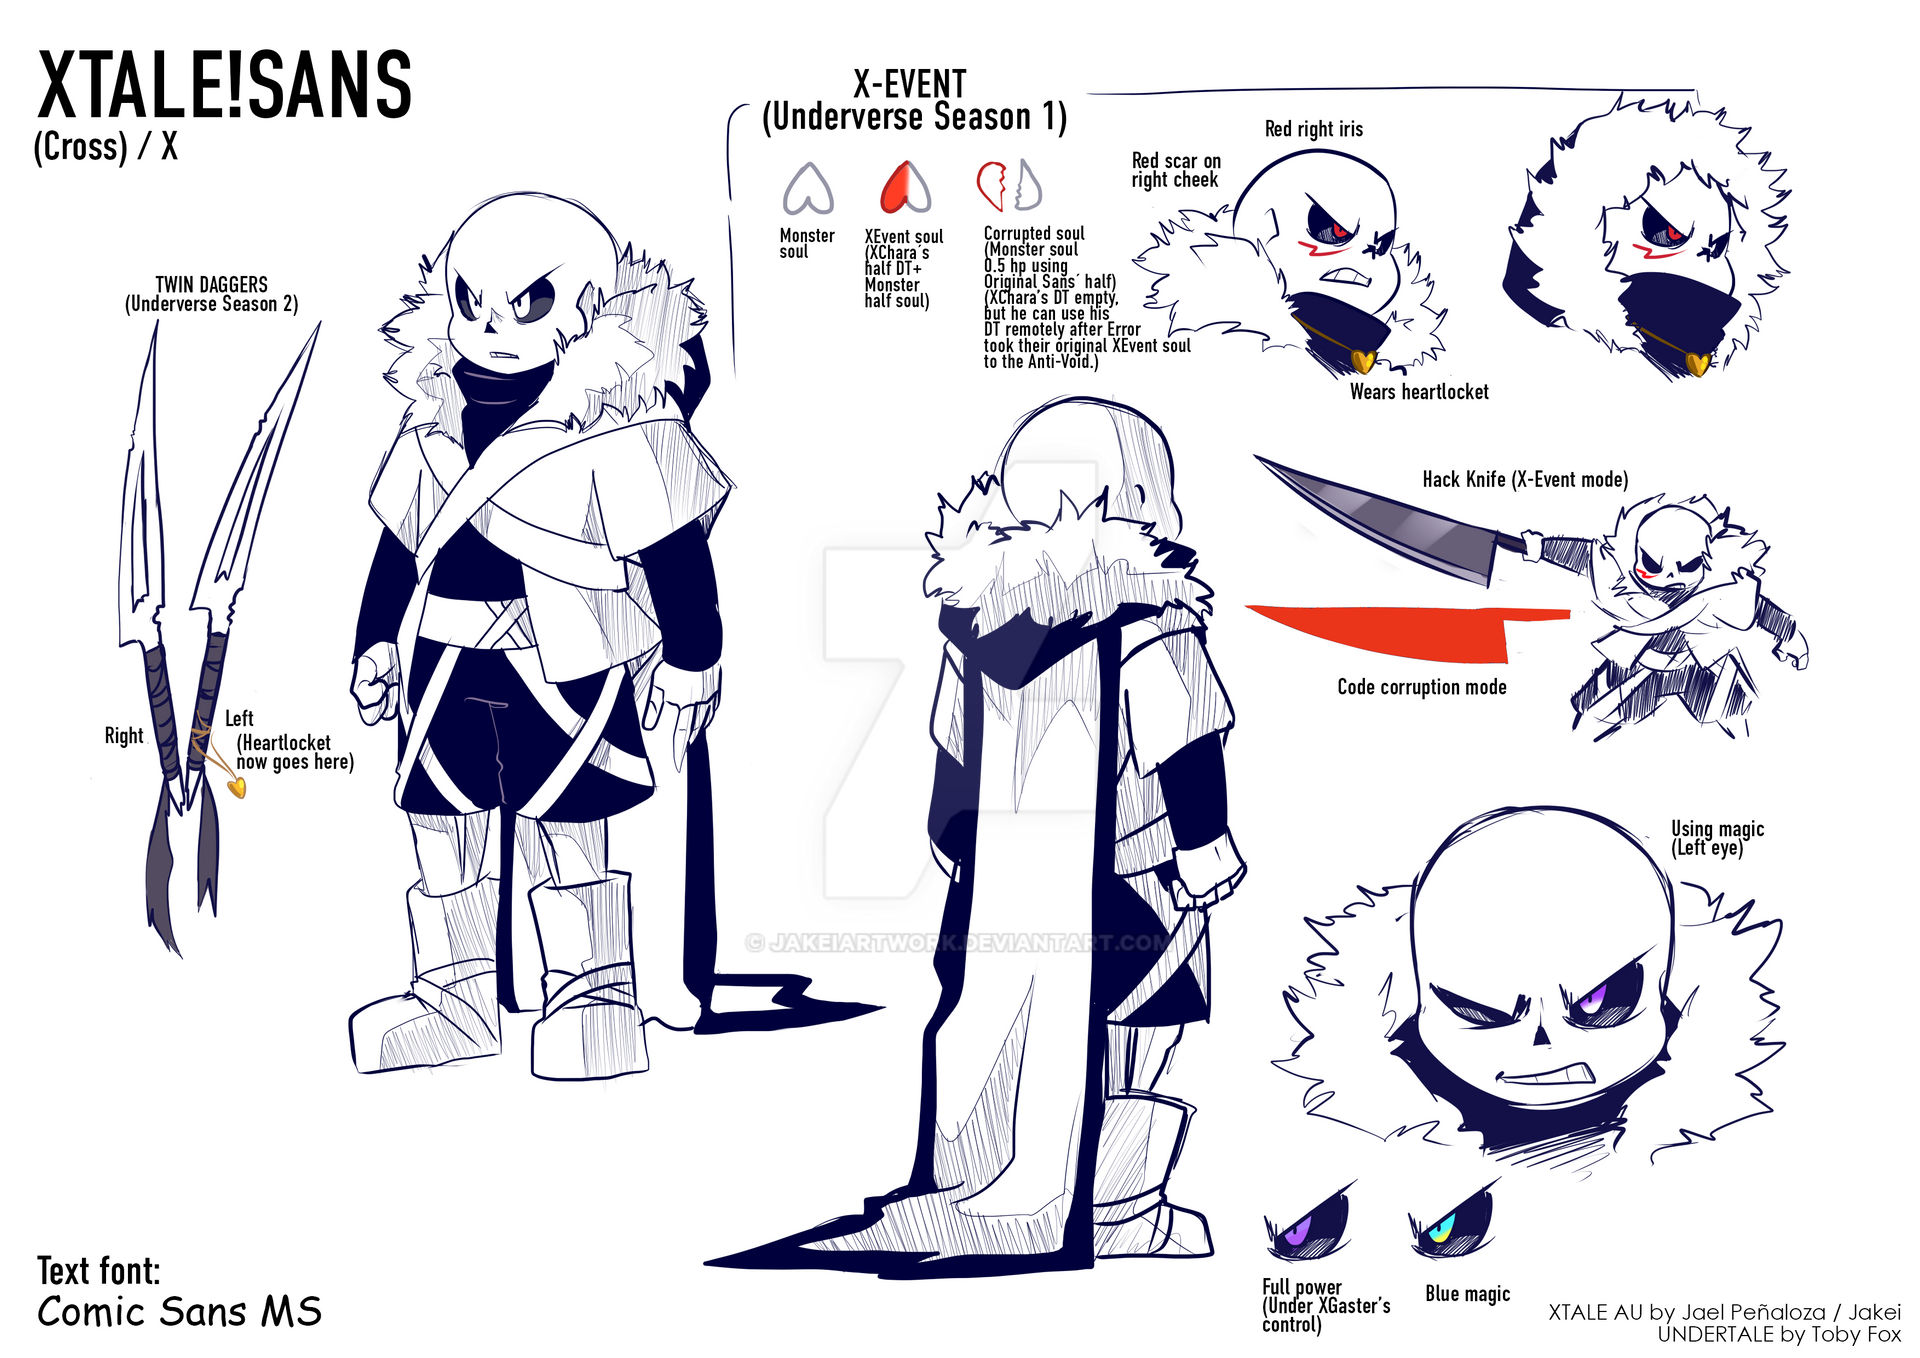 XTALE!SANS
(Cross) / X
X-EVENT
(Underverse Season 1)
Monster
soul
XEvent soul
(XChara´s
half DT+
Monster
half soul)
Corrupted soul
(Monster soul
0.5 hp using
Original Sans´ half)
(XChara's DT empty,
but he can use his
DT remotely after Error
took their original XEvent soul
to the Anti-Void.)
Red scar on
right cheek
Red right iris
Wears heartlocket
TWIN DAGGERS
(Underverse Season 2)
Right
Left
(Heartlocket
now goes here)
Hack Knife (X-Event mode)
Code corruption mode
Using magic
(Left eye)
© JAKEIARTWORK.DEVIANTART.COM
Full power
(Under XGaster's
control)
Blue magic
Text font:
Comic Sans MS
XTALE AU by Jael Peñaloza / Jakei
UNDERTALE by Toby Fox